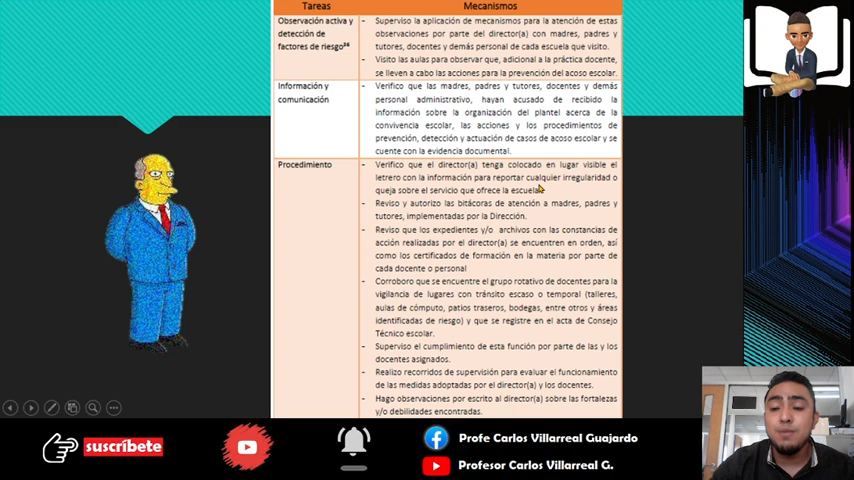 Tareas
Mecanismos
Observación activa y
detección de
factores de riesgo³⁶
- Superviso la aplicación de mecanismos para la atención de estas
observaciones por parte del director(a) con madres, padres y
tutores, docentes y demás personal de cada escuela que visito.
- Visito las aulas para observar que, adicional a la práctica docente,
se lleven a cabo las acciones para la prevención del acoso escolar.
Información y
comunicación
- Verifico que las madres, padres y tutores, docentes y demás
personal administrativo, hayan acusado de recibido la
información sobre la organización del plantel acerca de la
convivencia escolar, las acciones y los procedimientos de
prevención, detección y actuación de casos de acoso escolar y se
cuente con la evidencia documental.
Procedimiento
- Verifico que el director(a) tenga colocado en lugar visible el
letrero con la información para reportar cualquier irregularidad o
queja sobre el servicio que ofrece la escuela.
- Reviso y autorizo las bitácoras de atención a madres, padres y
tutores, implementadas por la Dirección.
- Reviso que los expedientes y/o archivos con las constancias de
acción realizadas por el director(a) se encuentren en orden, así
como los certificados de formación en la materia por parte de
cada docente o personal
- Corroboro que se encuentre el grupo rotativo de docentes para la
vigilancia de lugares con tránsito escaso o temporal (talleres,
aulas de cómputo, patios traseros, bodegas, entre otros y áreas
identificadas de riesgo) y que se registre en el acta de Consejo
Técnico escolar.
- Superviso el cumplimiento de esta función por parte de las y los
docentes asignados.
- Realizo recorridos de supervisión para evaluar el funcionamiento
de las medidas adoptadas por el director(a) y los docentes.
- Hago observaciones por escrito al director(a) sobre las fortalezas
y/o debilidades encontradas.
suscríbete
Profe Carlos Villarreal Guajardo
Profesor Carlos Villarreal G.